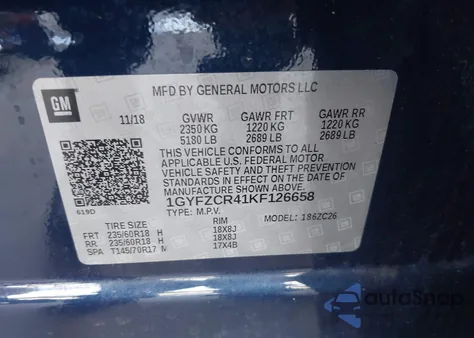 MFD BY GENERAL MOTORS LLC
GM
11/18
GVWR GAWR FRT GAWR RR
2350 KG 1220 KG 1220 KG
5180 LB 2689 LB 2689 LB
THIS VEHICLE CONFORMS TO ALL
APPLICABLE U.S. FEDERAL MOTOR
VEHICLE SAFETY AND THEFT PREVENTION
STANDARDS IN EFFECT ON THE DATE OF
MANUFACTURE SHOWN ABOVE.
1GYFZCR41KF126658
619D
TYPE: M.P.V. MODEL: 186ZC26
TIRE SIZE RIM
FRT 235/60R18 H 18X8J
RR 235/60R18 H 18X8J
SPA T145/70R17 M 17X4B
autoSnap